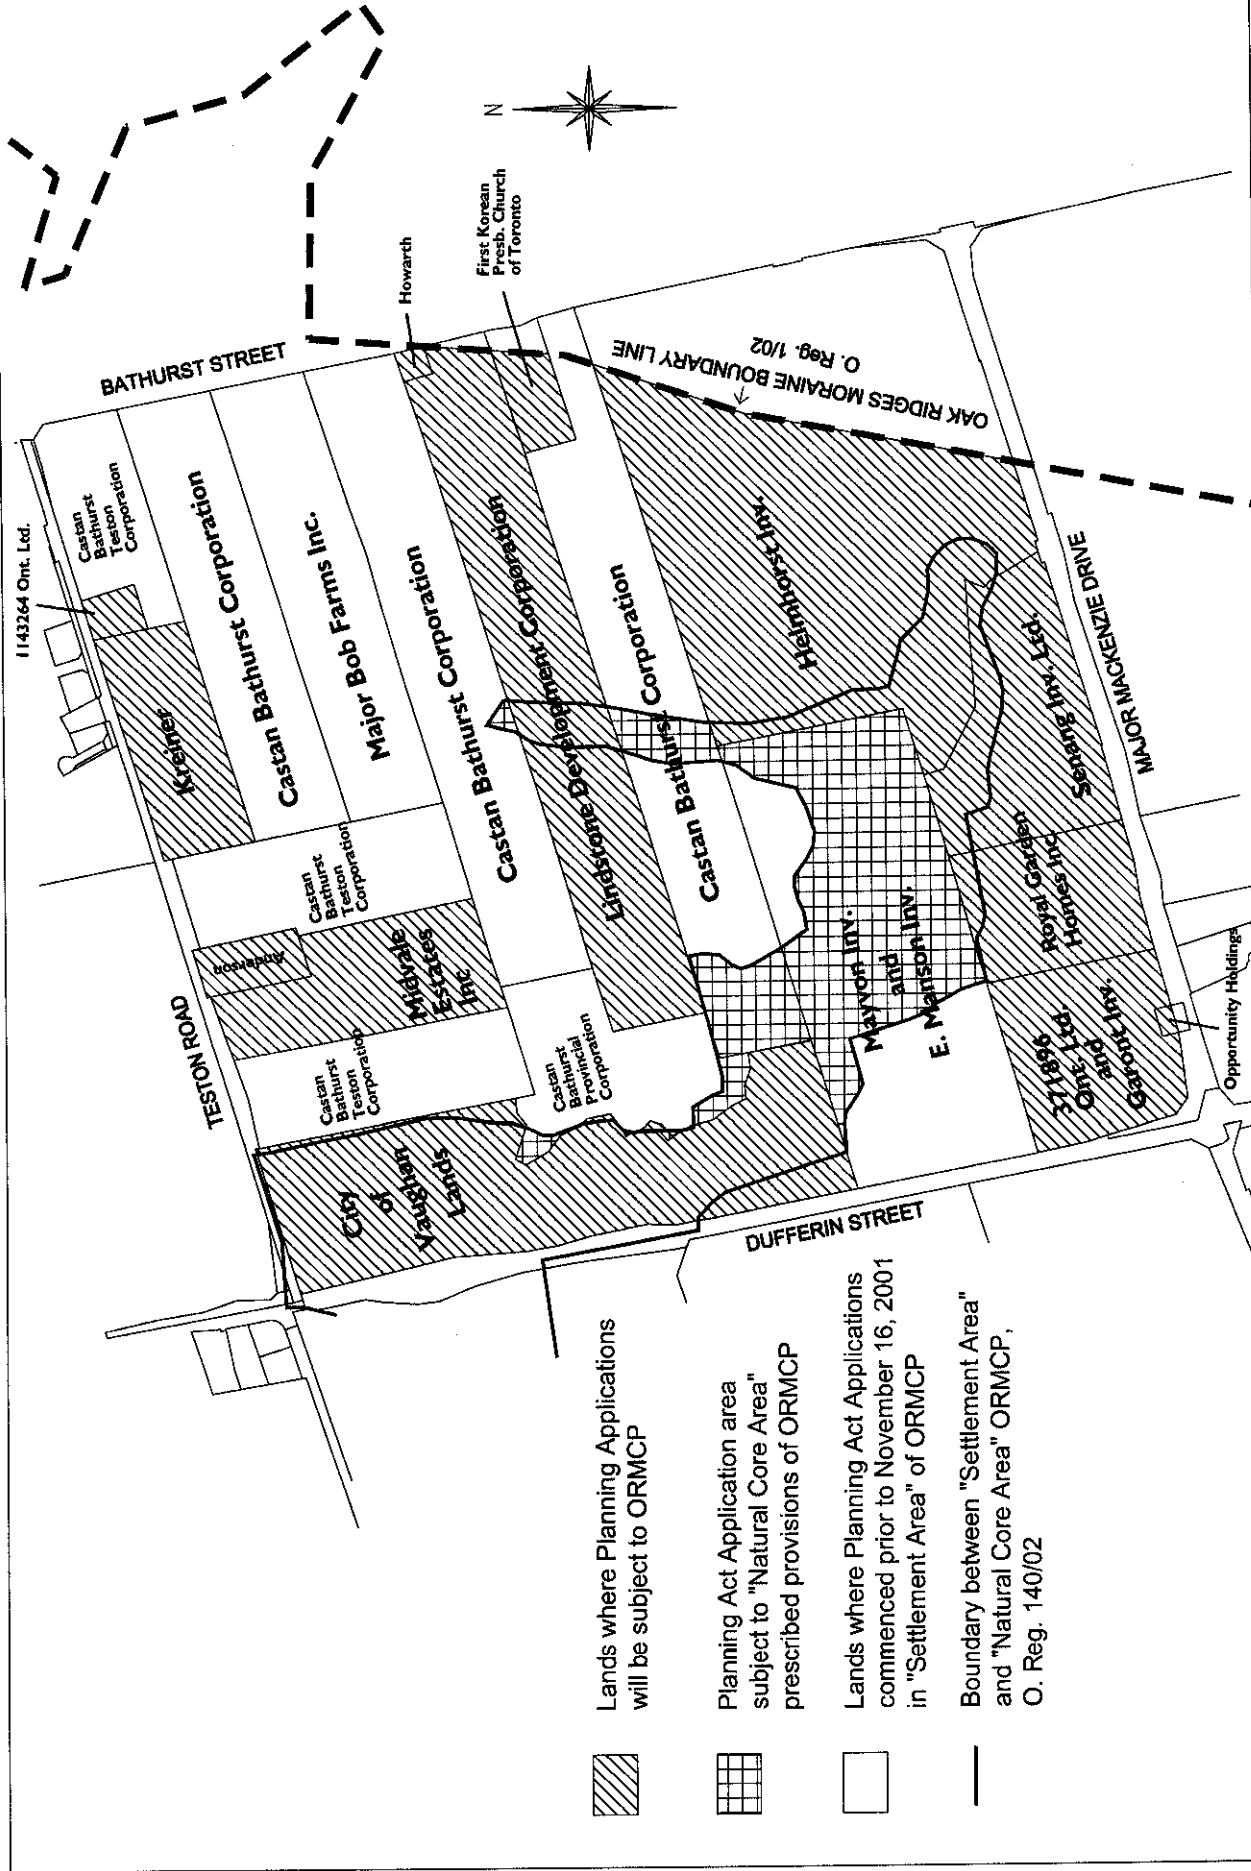 N
BATHURST STREET
TESTON ROAD
DUFFERIN STREET
MAJOR MACKENZIE DRIVE
OAK RIDGES MORAINE BOUNDARY LINE
O. Reg. 1/02
1143264 Ont. Ltd.
Castan
Bathurst
Teston
Corporation
Kreiner
Castan Bathurst Corporation
Major Bob Farms Inc.
Howarth
First Korean
Presb. Church
of Toronto
Castan Bathurst Corporation
Lindstone Development Corporation
Castan Bathurst Corporation
Helmhorst Inv.
Castan
Bathurst
Teston
Corporation
Anderson
Midvale
Estates
Inc
Castan
Bathurst
Teston
Corporation
Castan
Bathurst
Provincial
Corporation
City
of
Vaughan
Lands
Mayvon Inv.
and
E. Manson Inv.
Senang Inv. Ltd.
Royal Garden
Homes Inc.
371896
Ont. Ltd.
and
Garont Inv.
Opportunity Holdings
Lands where Planning Applications
will be subject to ORMCP
Planning Act Application area
subject to "Natural Core Area"
prescribed provisions of ORMCP
Lands where Planning Act Applications
commenced prior to November 16, 2001
in "Settlement Area" of ORMCP
Boundary between "Settlement Area"
and "Natural Core Area" ORMCP,
O. Reg. 140/02